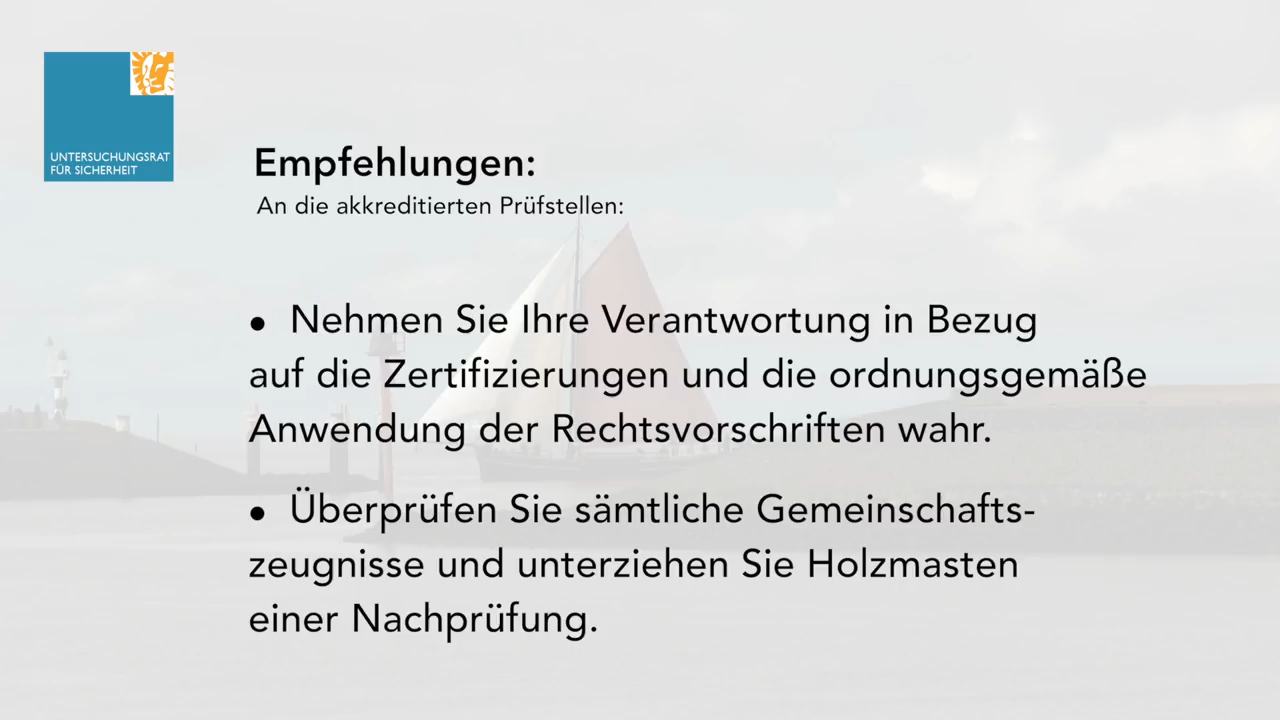 UNTERSUCHUNGSRAT
FÜR SICHERHEIT
Empfehlungen:
An die akkreditierten Prüfstellen:
• Nehmen Sie Ihre Verantwortung in Bezug
auf die Zertifizierungen und die ordnungsgemäße
Anwendung der Rechtsvorschriften wahr.
• Überprüfen Sie sämtliche Gemeinschafts-
zeugnisse und unterziehen Sie Holzmasten
einer Nachprüfung.